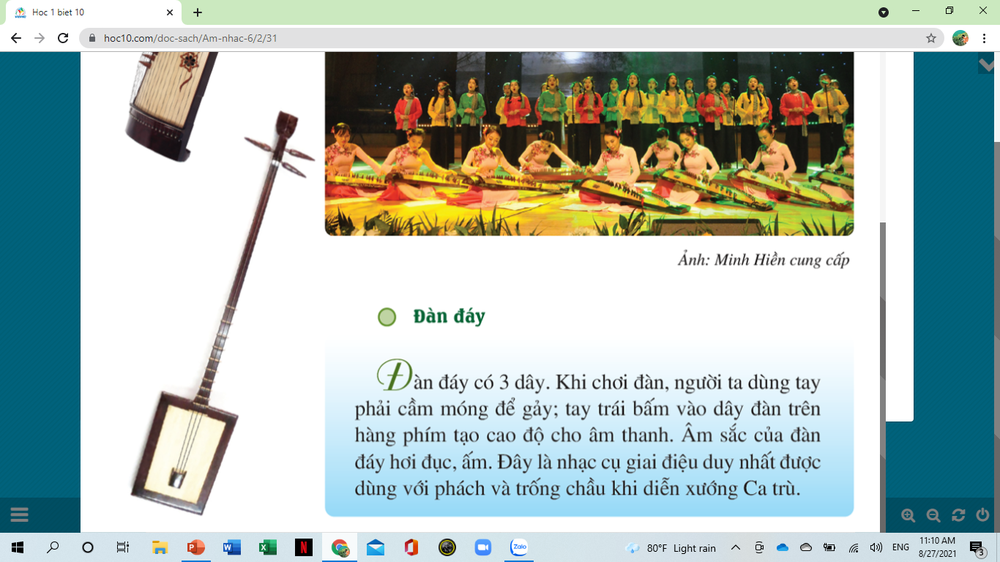 Hoc 1 biet 10
hoc10.com/doc-sach/Am-nhac-6/2/31
Ảnh: Minh Hiền cung cấp
Đàn đáy
Đàn đáy có 3 dây. Khi chơi đàn, người ta dùng tay
phải cầm móng để gảy; tay trái bấm vào dây đàn trên
hàng phím tạo cao độ cho âm thanh. Âm sắc của đàn
đáy hơi đục, ấm. Đây là nhạc cụ giai điệu duy nhất được
dùng với phách và trống chầu khi diễn xướng Ca trù.
Zalo
80°F Light rain
ENG
11:10 AM
8/27/2021
3